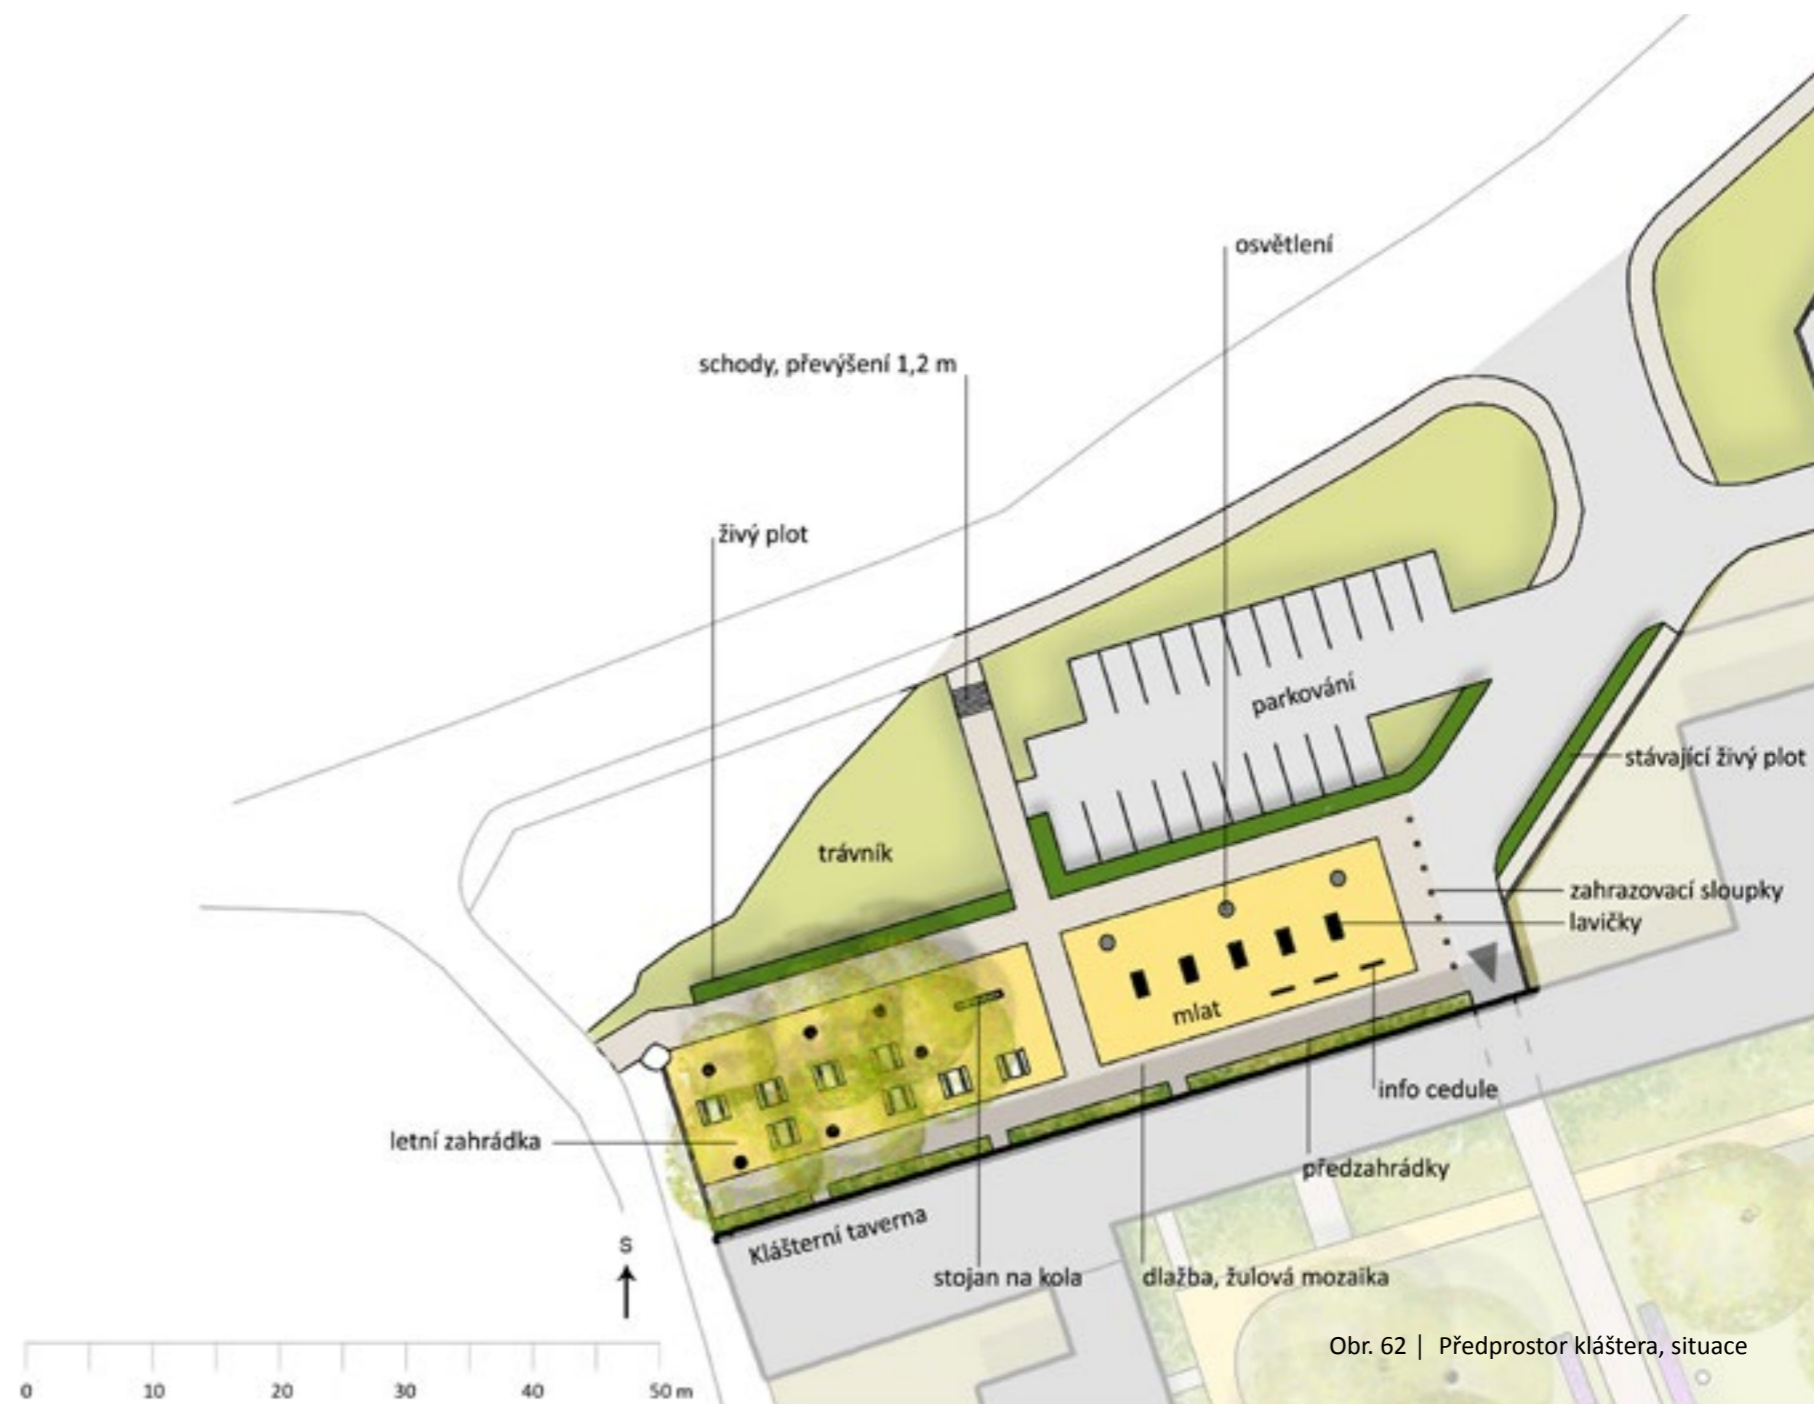 osvětlení
schody, převýšení 1,2 m
živý plot
parkování
stávající živý plot
trávník
zahrazovací sloupky
lavičky
mlat
info cedule
letní zahrádka
předzahrádky
Klášterní taverna
S
stojan na kola
dlažba, žulová mozaika
Obr. 62 | Předprostor kláštera, situace
0 10 20 30 40 50 m